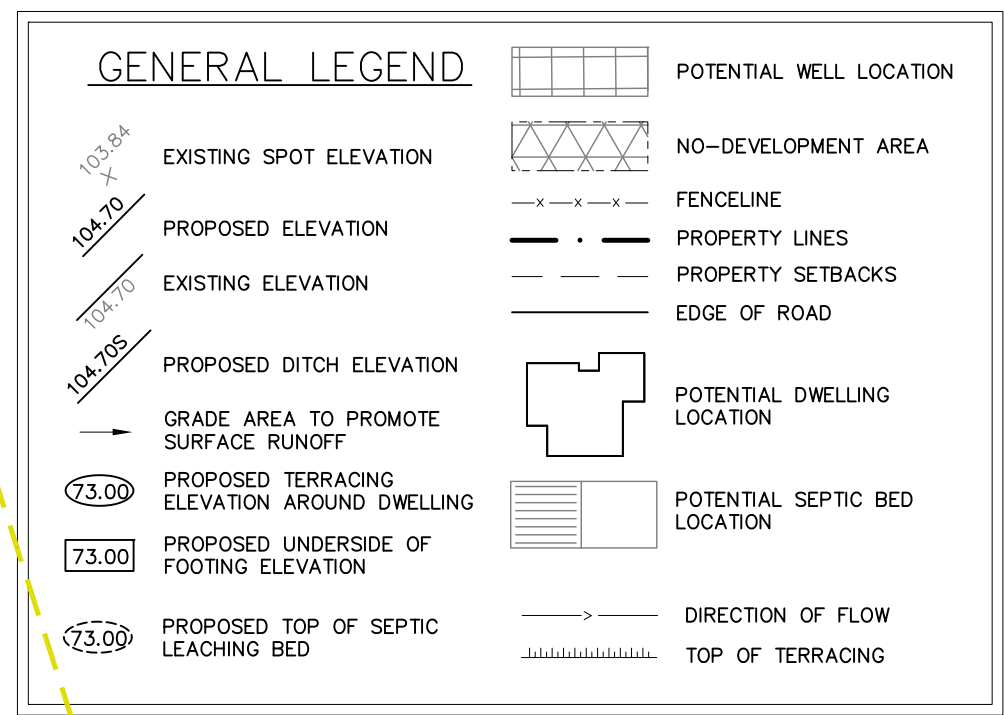 GENERAL LEGEND
103.84
X
EXISTING SPOT ELEVATION
104.70
PROPOSED ELEVATION
104.70
EXISTING ELEVATION
104.70S
PROPOSED DITCH ELEVATION
GRADE AREA TO PROMOTE
SURFACE RUNOFF
73.00
PROPOSED TERRACING
ELEVATION AROUND DWELLING
73.00
PROPOSED UNDERSIDE OF
FOOTING ELEVATION
73.00
PROPOSED TOP OF SEPTIC
LEACHING BED
POTENTIAL WELL LOCATION
NO-DEVELOPMENT AREA
x x x
FENCELINE
PROPERTY LINES
PROPERTY SETBACKS
EDGE OF ROAD
POTENTIAL DWELLING
LOCATION
POTENTIAL SEPTIC BED
LOCATION
DIRECTION OF FLOW
TOP OF TERRACING